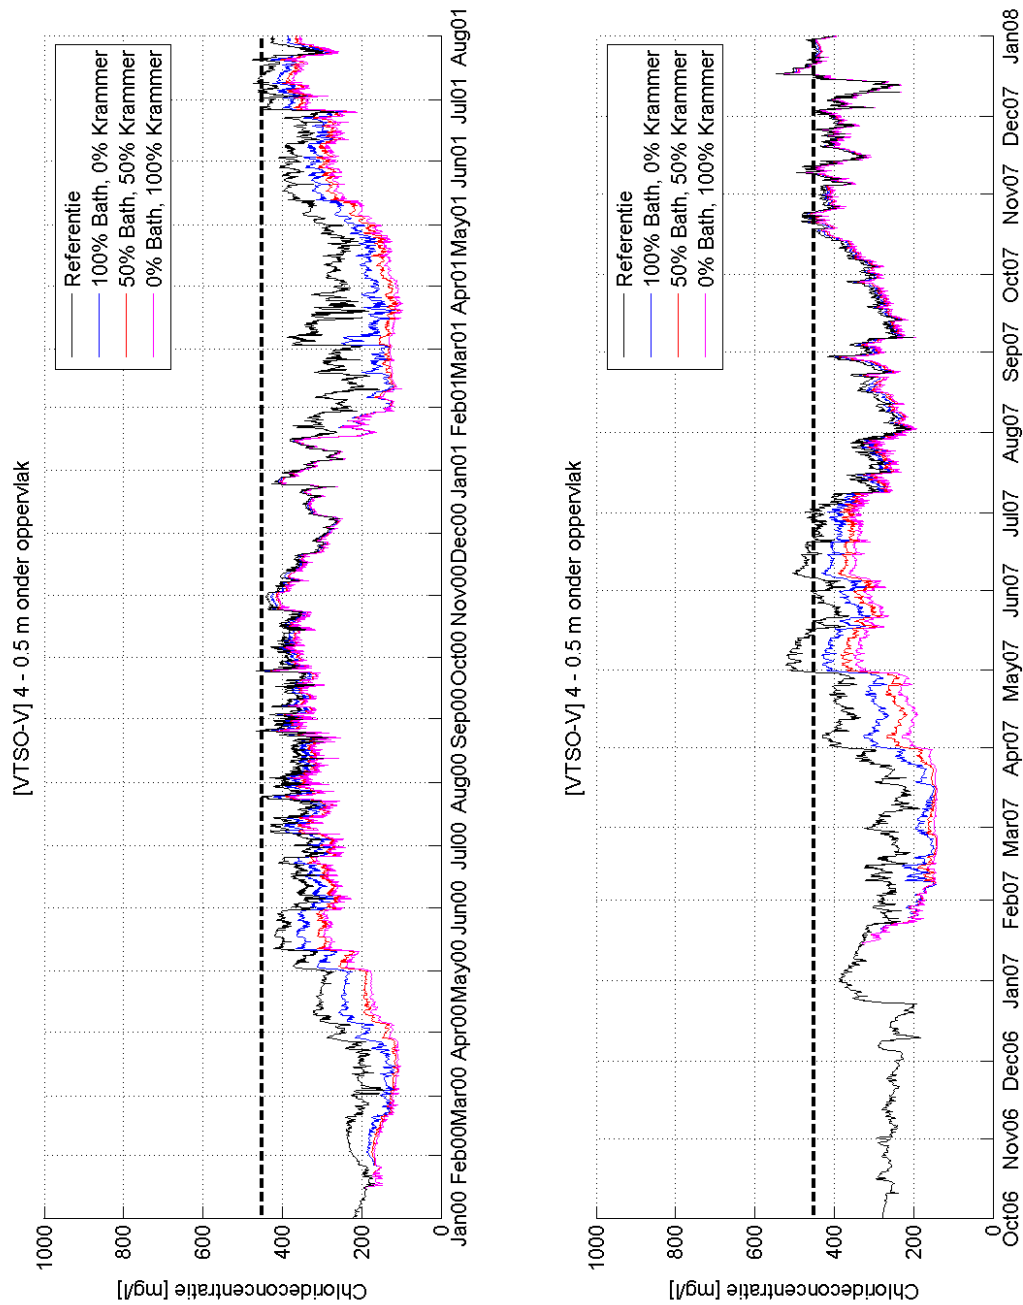 [VTSO-V] 4 - 0.5 m onder oppervlak
Chlorideconcentratie [mg/l]
1000
800
600
400
200
0
Referentie
100% Bath, 0% Krammer
50% Bath, 50% Krammer
0% Bath, 100% Krammer
Jan00 Feb00 Mar00 Apr00 May00 Jun00 Jul00 Aug00 Sep00 Oct00 Nov00 Dec00 Jan01 Feb01 Mar01 Apr01 May01 Jun01 Jul01 Aug01
[VTSO-V] 4 - 0.5 m onder oppervlak
Chlorideconcentratie [mg/l]
1000
800
600
400
200
0
Referentie
100% Bath, 0% Krammer
50% Bath, 50% Krammer
0% Bath, 100% Krammer
Oct06 Nov06 Dec06 Jan07 Feb07 Mar07 Apr07 May07 Jun07 Jul07 Aug07 Sep07 Oct07 Nov07 Dec07 Jan08